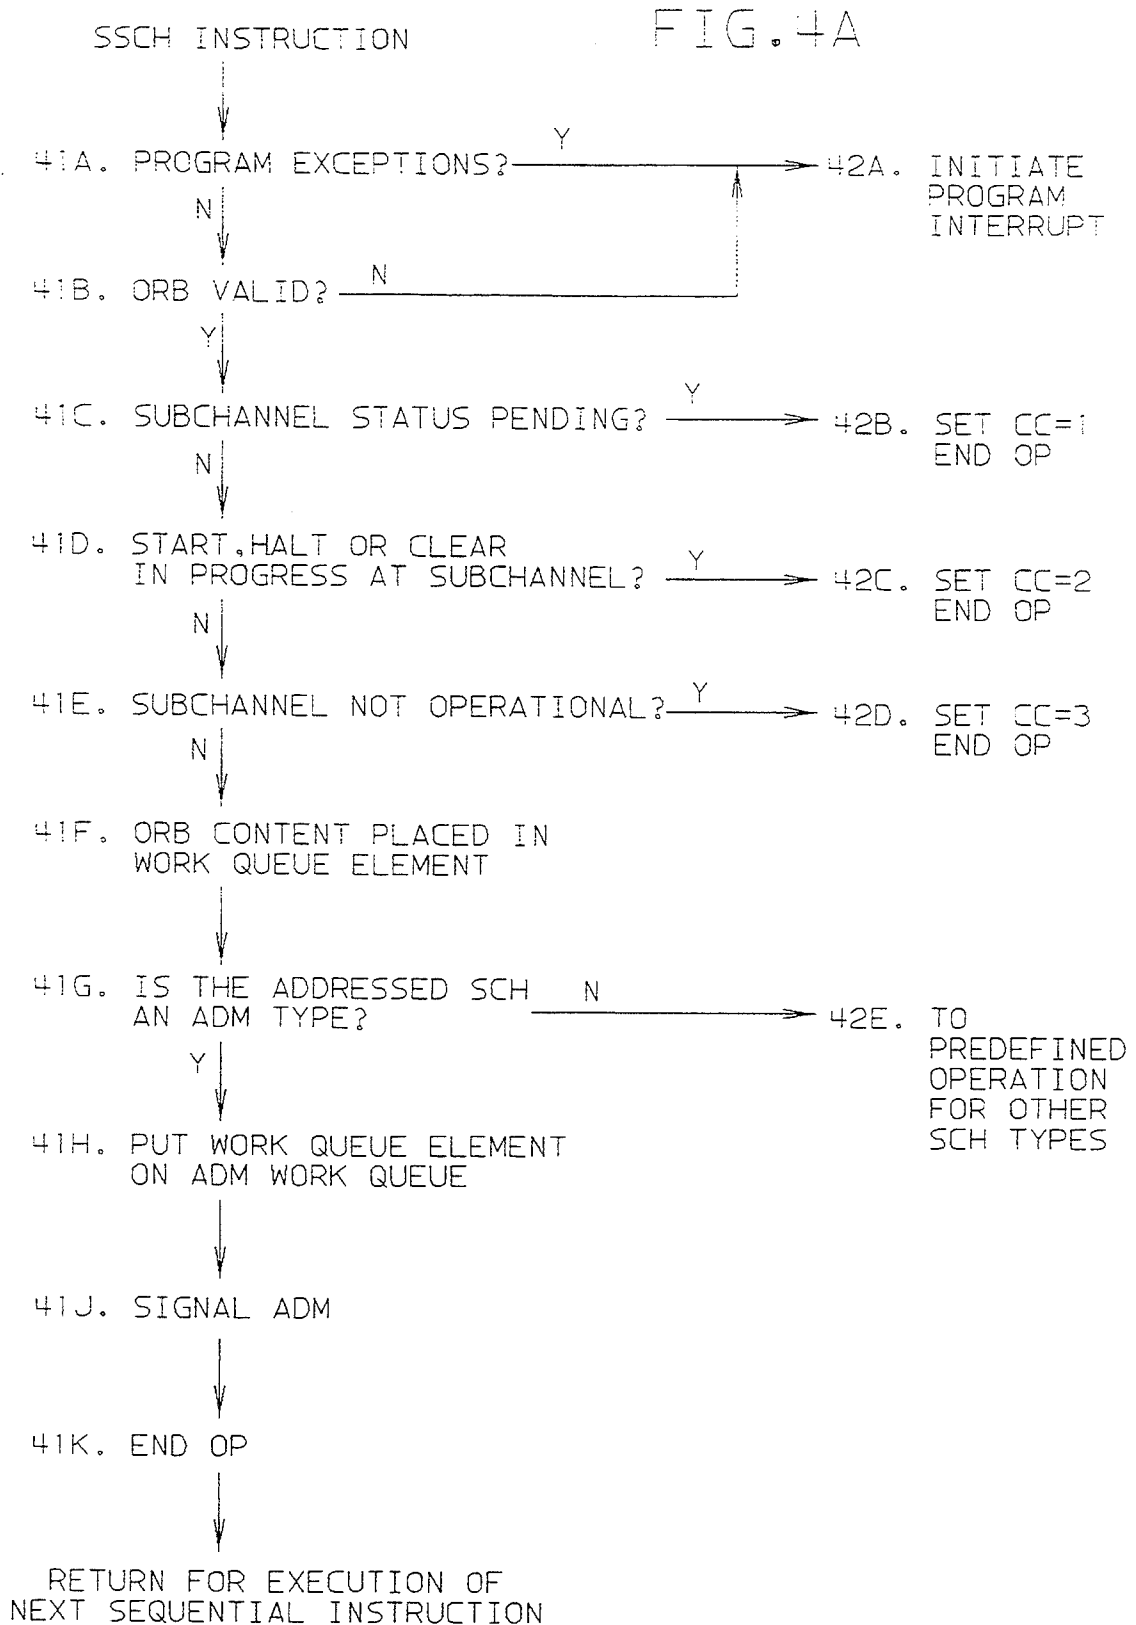 FIG.4A
SSCH INSTRUCTION
Y
41A. PROGRAM EXCEPTIONS?
42A. INITIATE
PROGRAM
INTERRUPT
N
41B. ORB VALID?
N
Y
41C. SUBCHANNEL STATUS PENDING?
Y
42B. SET CC=1
END OP
N
41D. START,HALT OR CLEAR
IN PROGRESS AT SUBCHANNEL?
Y
42C. SET CC=2
END OP
N
41E. SUBCHANNEL NOT OPERATIONAL?
Y
42D. SET CC=3
END OP
N
41F. ORB CONTENT PLACED IN
WORK QUEUE ELEMENT
41G. IS THE ADDRESSED SCH
AN ADM TYPE?
N
42E. TO
PREDEFINED
OPERATION
FOR OTHER
SCH TYPES
Y
41H. PUT WORK QUEUE ELEMENT
ON ADM WORK QUEUE
41J. SIGNAL ADM
41K. END OP
RETURN FOR EXECUTION OF
NEXT SEQUENTIAL INSTRUCTION